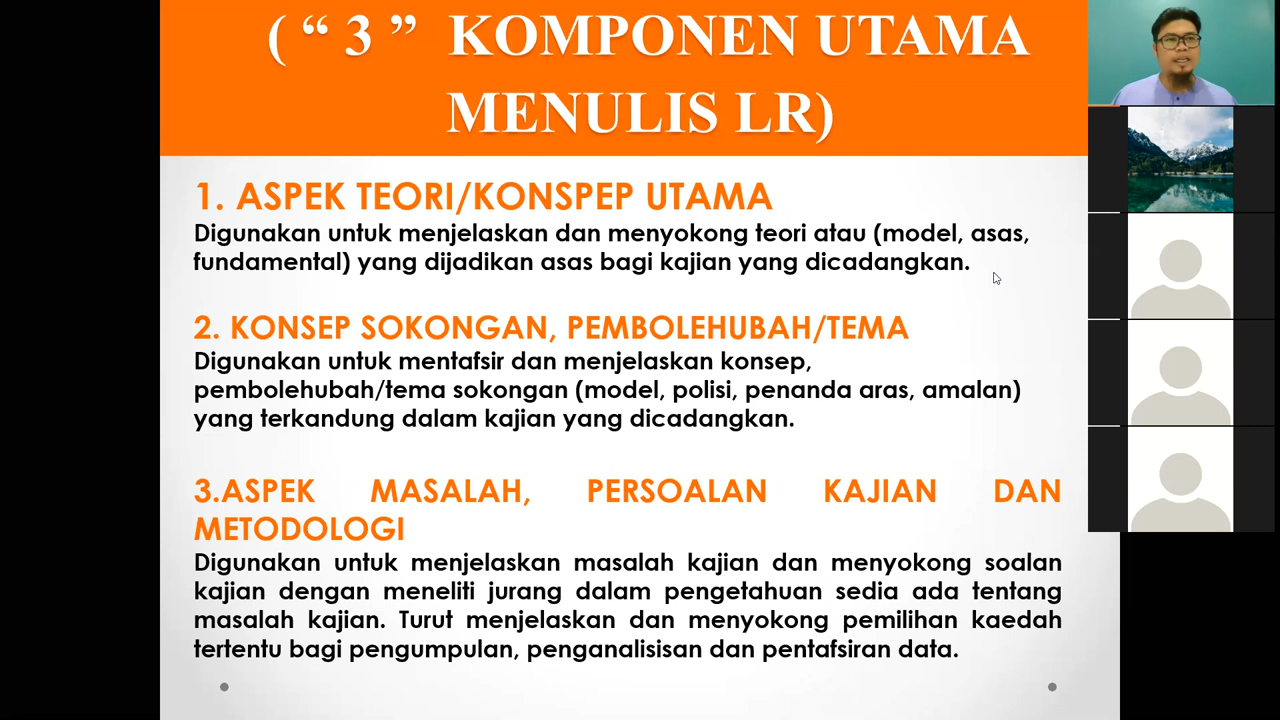 ( “ 3 ” KOMPONEN UTAMA
MENULIS LR)
1. ASPEK TEORI/KONSPEP UTAMA
Digunakan untuk menjelaskan dan menyokong teori atau (model, asas,
fundamental) yang dijadikan asas bagi kajian yang dicadangkan.
2. KONSEP SOKONGAN, PEMBOLEHUBAH/TEMA
Digunakan untuk mentafsir dan menjelaskan konsep,
pembolehubah/tema sokongan (model, polisi, penanda aras, amalan)
yang terkandung dalam kajian yang dicadangkan.
3.ASPEK MASALAH, PERSOALAN KAJIAN DAN
METODOLOGI
Digunakan untuk menjelaskan masalah kajian dan menyokong soalan
kajian dengan meneliti jurang dalam pengetahuan sedia ada tentang
masalah kajian. Turut menjelaskan dan menyokong pemilihan kaedah
tertentu bagi pengumpulan, penganalisisan dan pentafsiran data.